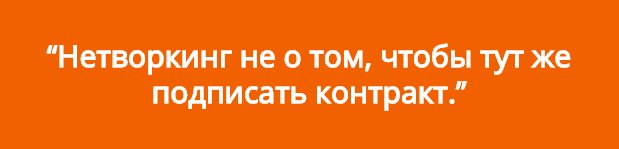 “Нетворкинг не о том, чтобы тут же
подписать контракт.”